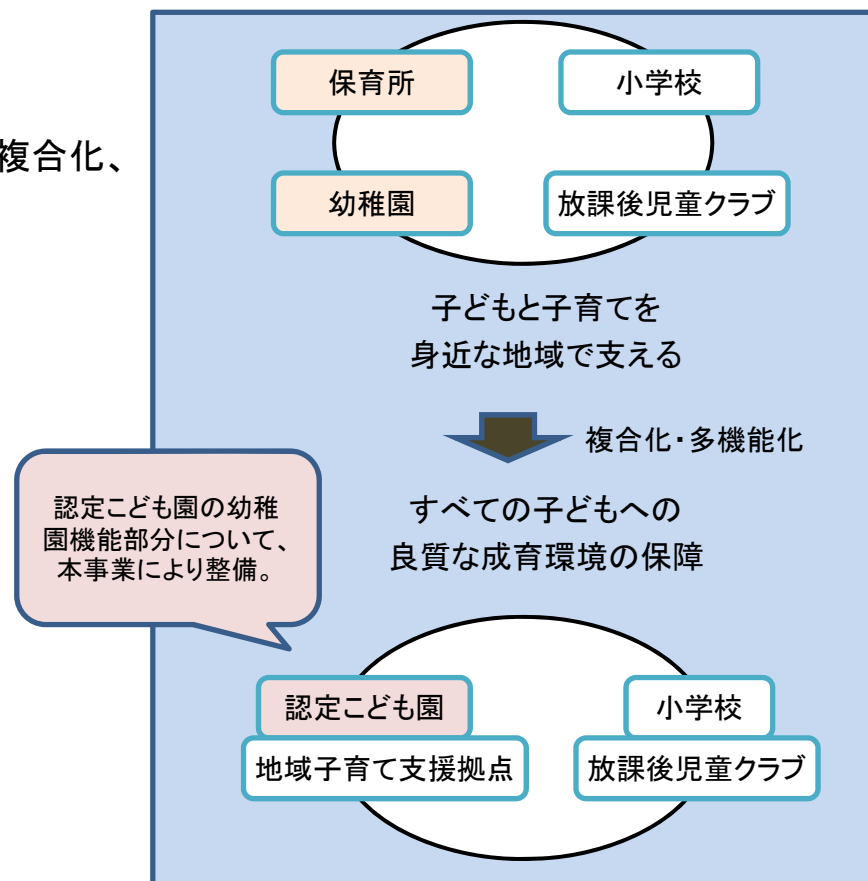 複合化、
保育所
小学校
幼稚園
放課後児童クラブ
子どもと子育てを
身近な地域で支える
複合化・多機能化
認定こども園の幼稚
園機能部分について、
本事業により整備。
すべての子どもへの
良質な成育環境の保障
認定こども園
地域子育て支援拠点
小学校
放課後児童クラブ